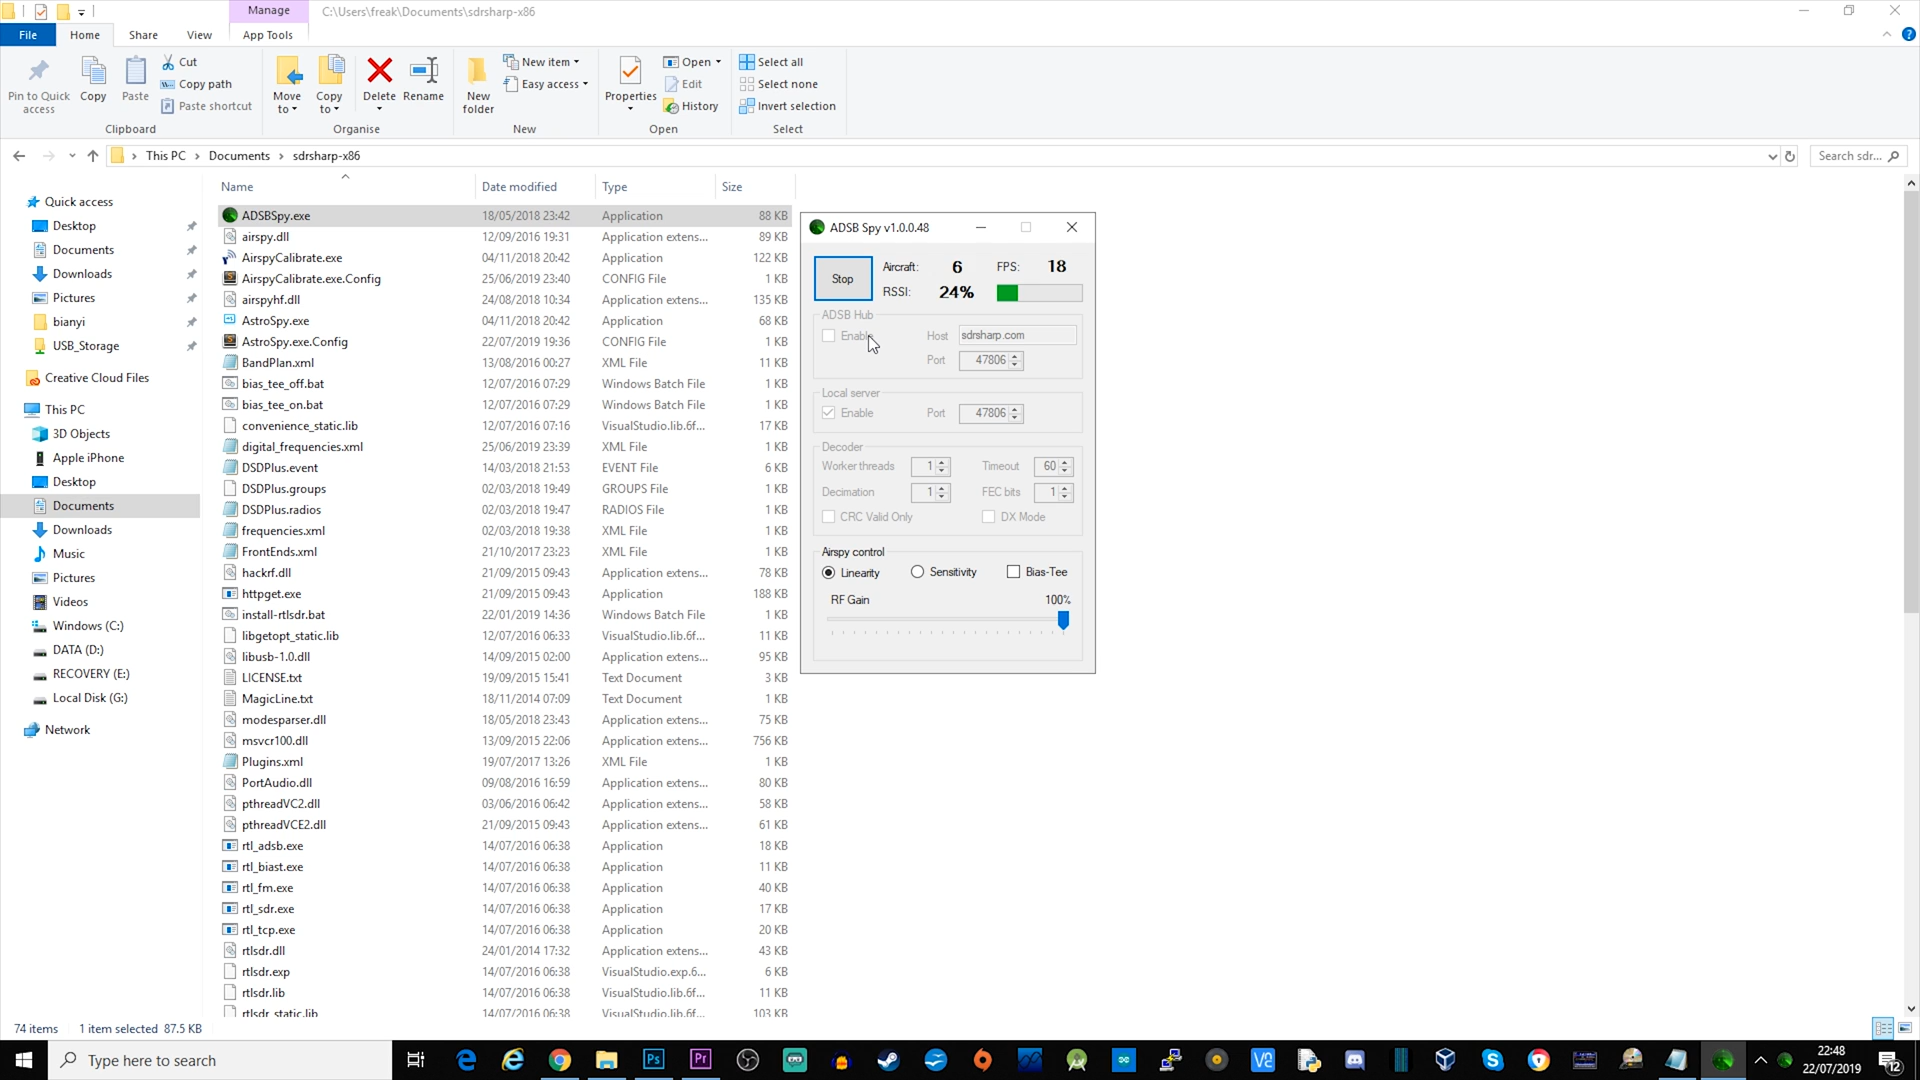 Manage
C:\Users\freak\Documents\sdrsharp-x86
File
Home
Share
View
App Tools
Pin to Quick access
Copy
Paste
Cut
Copy path
Paste shortcut
Clipboard
Move to
Copy to
Delete
Rename
Organise
New folder
New item
Easy access
New
Properties
Open
Edit
History
Open
Select all
Select none
Invert selection
Select
This PC > Documents > sdrsharp-x86
Search sdr...
Name Date modified Type Size
Quick access
Desktop
Documents
Downloads
Pictures
bianyi
USB_Storage
Creative Cloud Files
This PC
3D Objects
Apple iPhone
Desktop
Documents
Downloads
Music
Pictures
Videos
Windows (C:)
DATA (D:)
RECOVERY (E:)
Local Disk (G:)
Network
ADSBSpy.exe 18/05/2018 23:42 Application 88 KB
airspy.dll 12/09/2016 19:31 Application extens... 89 KB
AirspyCalibrate.exe 04/11/2018 20:42 Application 122 KB
AirspyCalibrate.exe.Config 25/06/2019 23:40 CONFIG File 1 KB
airspyhf.dll 24/08/2018 10:34 Application extens... 135 KB
AstroSpy.exe 04/11/2018 20:42 Application 68 KB
AstroSpy.exe.Config 22/07/2019 19:36 CONFIG File 1 KB
BandPlan.xml 13/08/2016 00:27 XML File 11 KB
bias_tee_off.bat 12/07/2016 07:29 Windows Batch File 1 KB
bias_tee_on.bat 12/07/2016 07:29 Windows Batch File 1 KB
convenience_static.lib 12/07/2016 07:16 VisualStudio.lib.6f... 17 KB
digital_frequencies.xml 25/06/2019 23:39 XML File 1 KB
DSDPlus.event 14/03/2018 21:53 EVENT File 6 KB
DSDPlus.groups 02/03/2018 19:49 GROUPS File 1 KB
DSDPlus.radios 02/03/2018 19:47 RADIOS File 1 KB
frequencies.xml 02/03/2018 19:38 XML File 1 KB
FrontEnds.xml 21/10/2017 23:23 XML File 1 KB
hackrf.dll 21/09/2015 09:43 Application extens... 78 KB
httpget.exe 21/09/2015 09:43 Application 188 KB
install-rtlsdr.bat 22/01/2019 14:36 Windows Batch File 1 KB
libgetopt_static.lib 12/07/2016 06:33 VisualStudio.lib.6f... 11 KB
libusb-1.0.dll 14/09/2015 02:00 Application extens... 95 KB
LICENSE.txt 19/09/2015 15:41 Text Document 3 KB
MagicLine.txt 18/11/2014 07:09 Text Document 1 KB
modesparser.dll 18/05/2018 23:43 Application extens... 75 KB
msvcr100.dll 13/09/2015 22:06 Application extens... 756 KB
Plugins.xml 19/07/2017 13:26 XML File 1 KB
PortAudio.dll 09/08/2016 16:59 Application extens... 80 KB
pthreadVC2.dll 03/06/2016 06:42 Application extens... 58 KB
pthreadVCE2.dll 21/09/2015 09:43 Application extens... 61 KB
rtl_adsb.exe 14/07/2016 06:38 Application 18 KB
rtl_biast.exe 14/07/2016 06:38 Application 11 KB
rtl_fm.exe 14/07/2016 06:38 Application 40 KB
rtl_sdr.exe 14/07/2016 06:38 Application 17 KB
rtl_tcp.exe 14/07/2016 06:38 Application 20 KB
rtlsdr.dll 24/01/2014 17:32 Application extens... 43 KB
rtlsdr.exp 14/07/2016 06:38 VisualStudio.exp.6... 6 KB
rtlsdr.lib 14/07/2016 06:38 VisualStudio.lib.6f... 11 KB
rtlsdr_static.lib 14/07/2016 06:38 VisualStudio.lib.6f... 103 KB
ADSB Spy v1.0.0.48
Stop
Aircraft: 6 FPS: 18
RSSI: 24%
ADSB Hub
Enable Host sdrsharp.com
Port 47806
Local server
Enable Port 47806
Decoder
Worker threads 1 Timeout 60
Decimation 1 FEC bits 1
CRC Valid Only DX Mode
Airspy control
Linearity Sensitivity Bias-Tee
RF Gain 100%
74 items 1 item selected 87.5 KB
Type here to search
Ps
Pr
22:48
22/07/2019
12